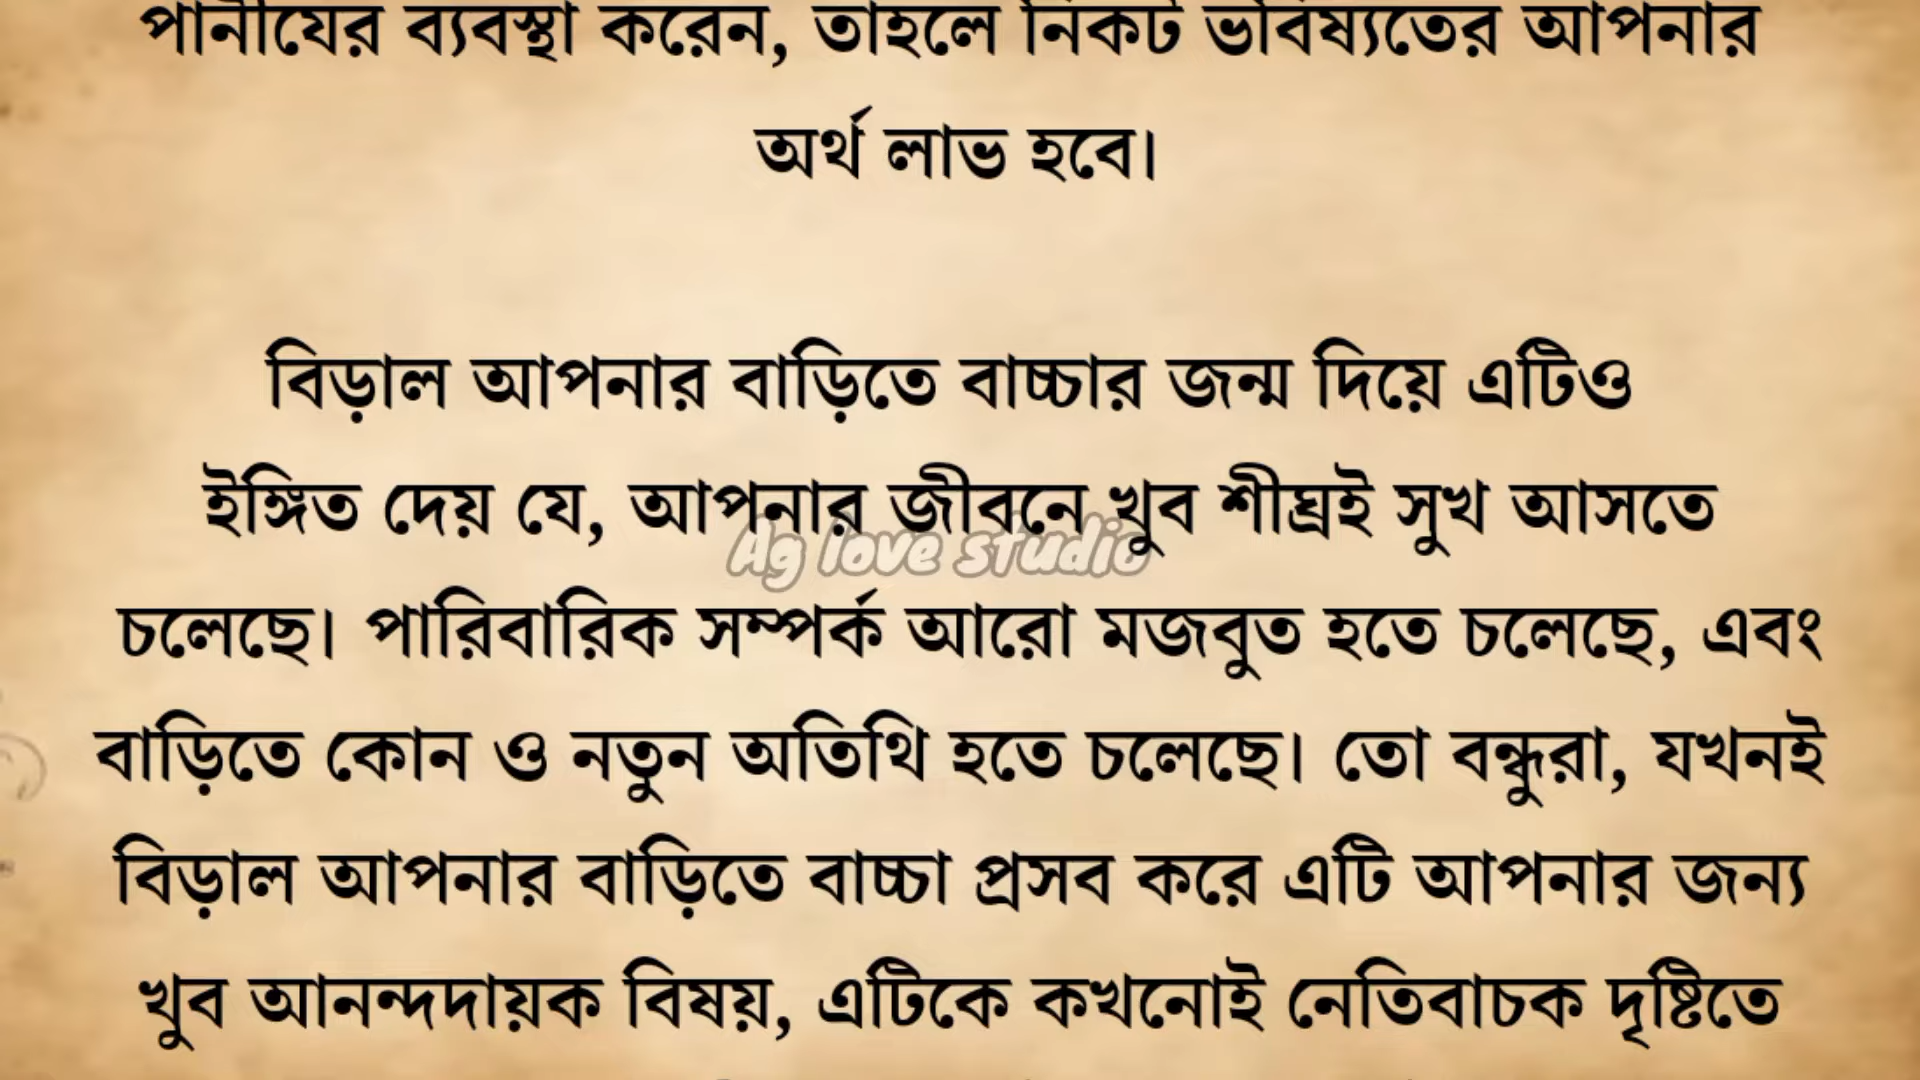 পানীযের ব্যবস্থা করেন, তাহলে নিকট ভবিষ্যতের আপনার
অর্থ লাভ হবে।
বিড়াল আপনার বাড়িতে বাচ্চার জন্ম দিয়ে এটিও
ইঙ্গিত দেয় যে, আপনার জীবনে খুব শীঘ্রই সুখ আসতে
Ag love studio
চলেছে। পারিবারিক সম্পর্ক আরো মজবুত হতে চলেছে, এবং
বাড়িতে কোন ও নতুন অতিথি হতে চলেছে। তো বন্ধুরা, যখনই
বিড়াল আপনার বাড়িতে বাচ্চা প্রসব করে এটি আপনার জন্য
খুব আনন্দদায়ক বিষয়, এটিকে কখনোই নেতিবাচক দৃষ্টিতে